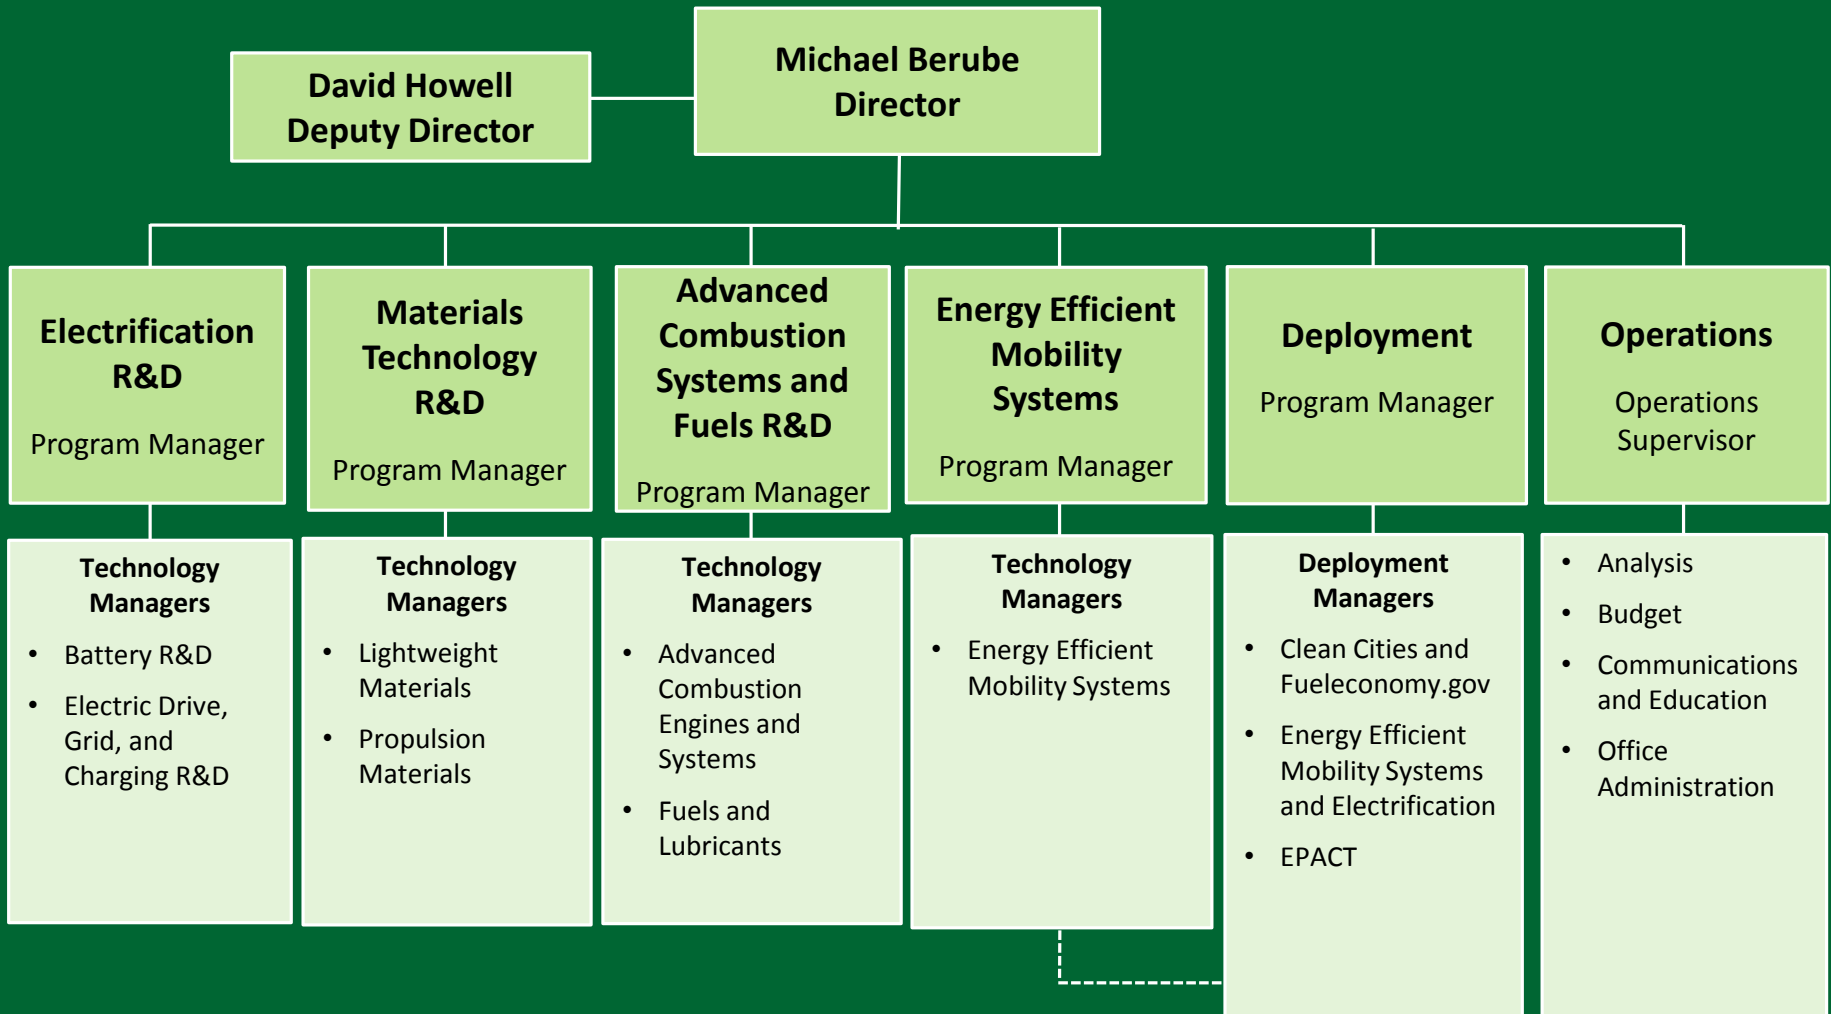 David Howell
Deputy Director
Michael Berube
Director
Electrification
R&D
Program Manager
Materials
Technology
R&D
Program Manager
Advanced
Combustion
Systems and
Fuels R&D
Program Manager
Energy Efficient
Mobility
Systems
Program Manager
Deployment
Program Manager
Operations
Operations
Supervisor
Technology
Managers
• Battery R&D
• Electric Drive,
Grid, and
Charging R&D
Technology
Managers
• Lightweight
Materials
• Propulsion
Materials
Technology
Managers
• Advanced
Combustion
Engines and
Systems
• Fuels and
Lubricants
Technology
Managers
• Energy Efficient
Mobility Systems
Deployment
Managers
• Clean Cities and
Fueleconomy.gov
• Energy Efficient
Mobility Systems
and Electrification
• EPACT
• Analysis
• Budget
• Communications
and Education
• Office
Administration